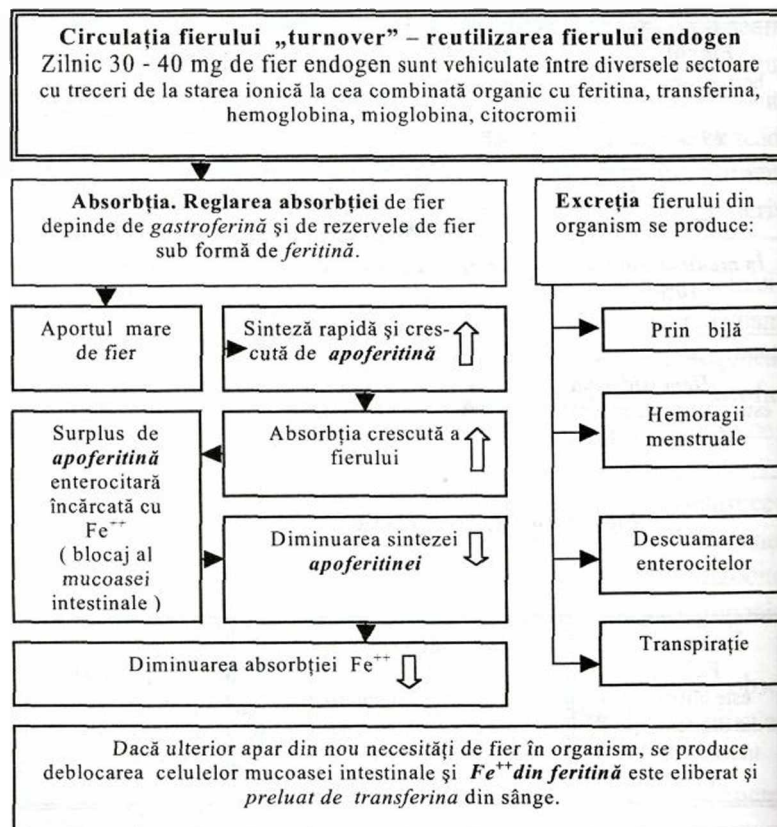 Circulația fierului „turnover” – reutilizarea fierului endogen
Zilnic 30 - 40 mg de fier endogen sunt vehiculate între diversele sectoare
cu treceri de la starea ionică la cea combinată organic cu feritina, transferina,
hemoglobina, mioglobina, citocromii
Absorbția. Reglarea absorbției de fier
depinde de gastroferină și de rezervele de fier
sub formă de feritină.
Excreția fierului din
organism se produce:
Aportul mare
de fier
Sinteză rapidă și cres-
cută de apoferitină
Absorbția crescută a
fierului
Surplus de
apoferitină
enterocitară
încărcată cu
Fe⁺⁺
( blocaj al
mucoasei
intestinale )
Diminuarea sintezei
apoferitinei
Diminuarea absorbției Fe⁺⁺
Prin bilă
Hemoragii
menstruale
Descuamarea
enterocitelor
Transpirație
Dacă ulterior apar din nou necesități de fier în organism, se produce
deblocarea celulelor mucoasei intestinale și Fe⁺⁺din feritină este eliberat și
preluat de transferina din sânge.